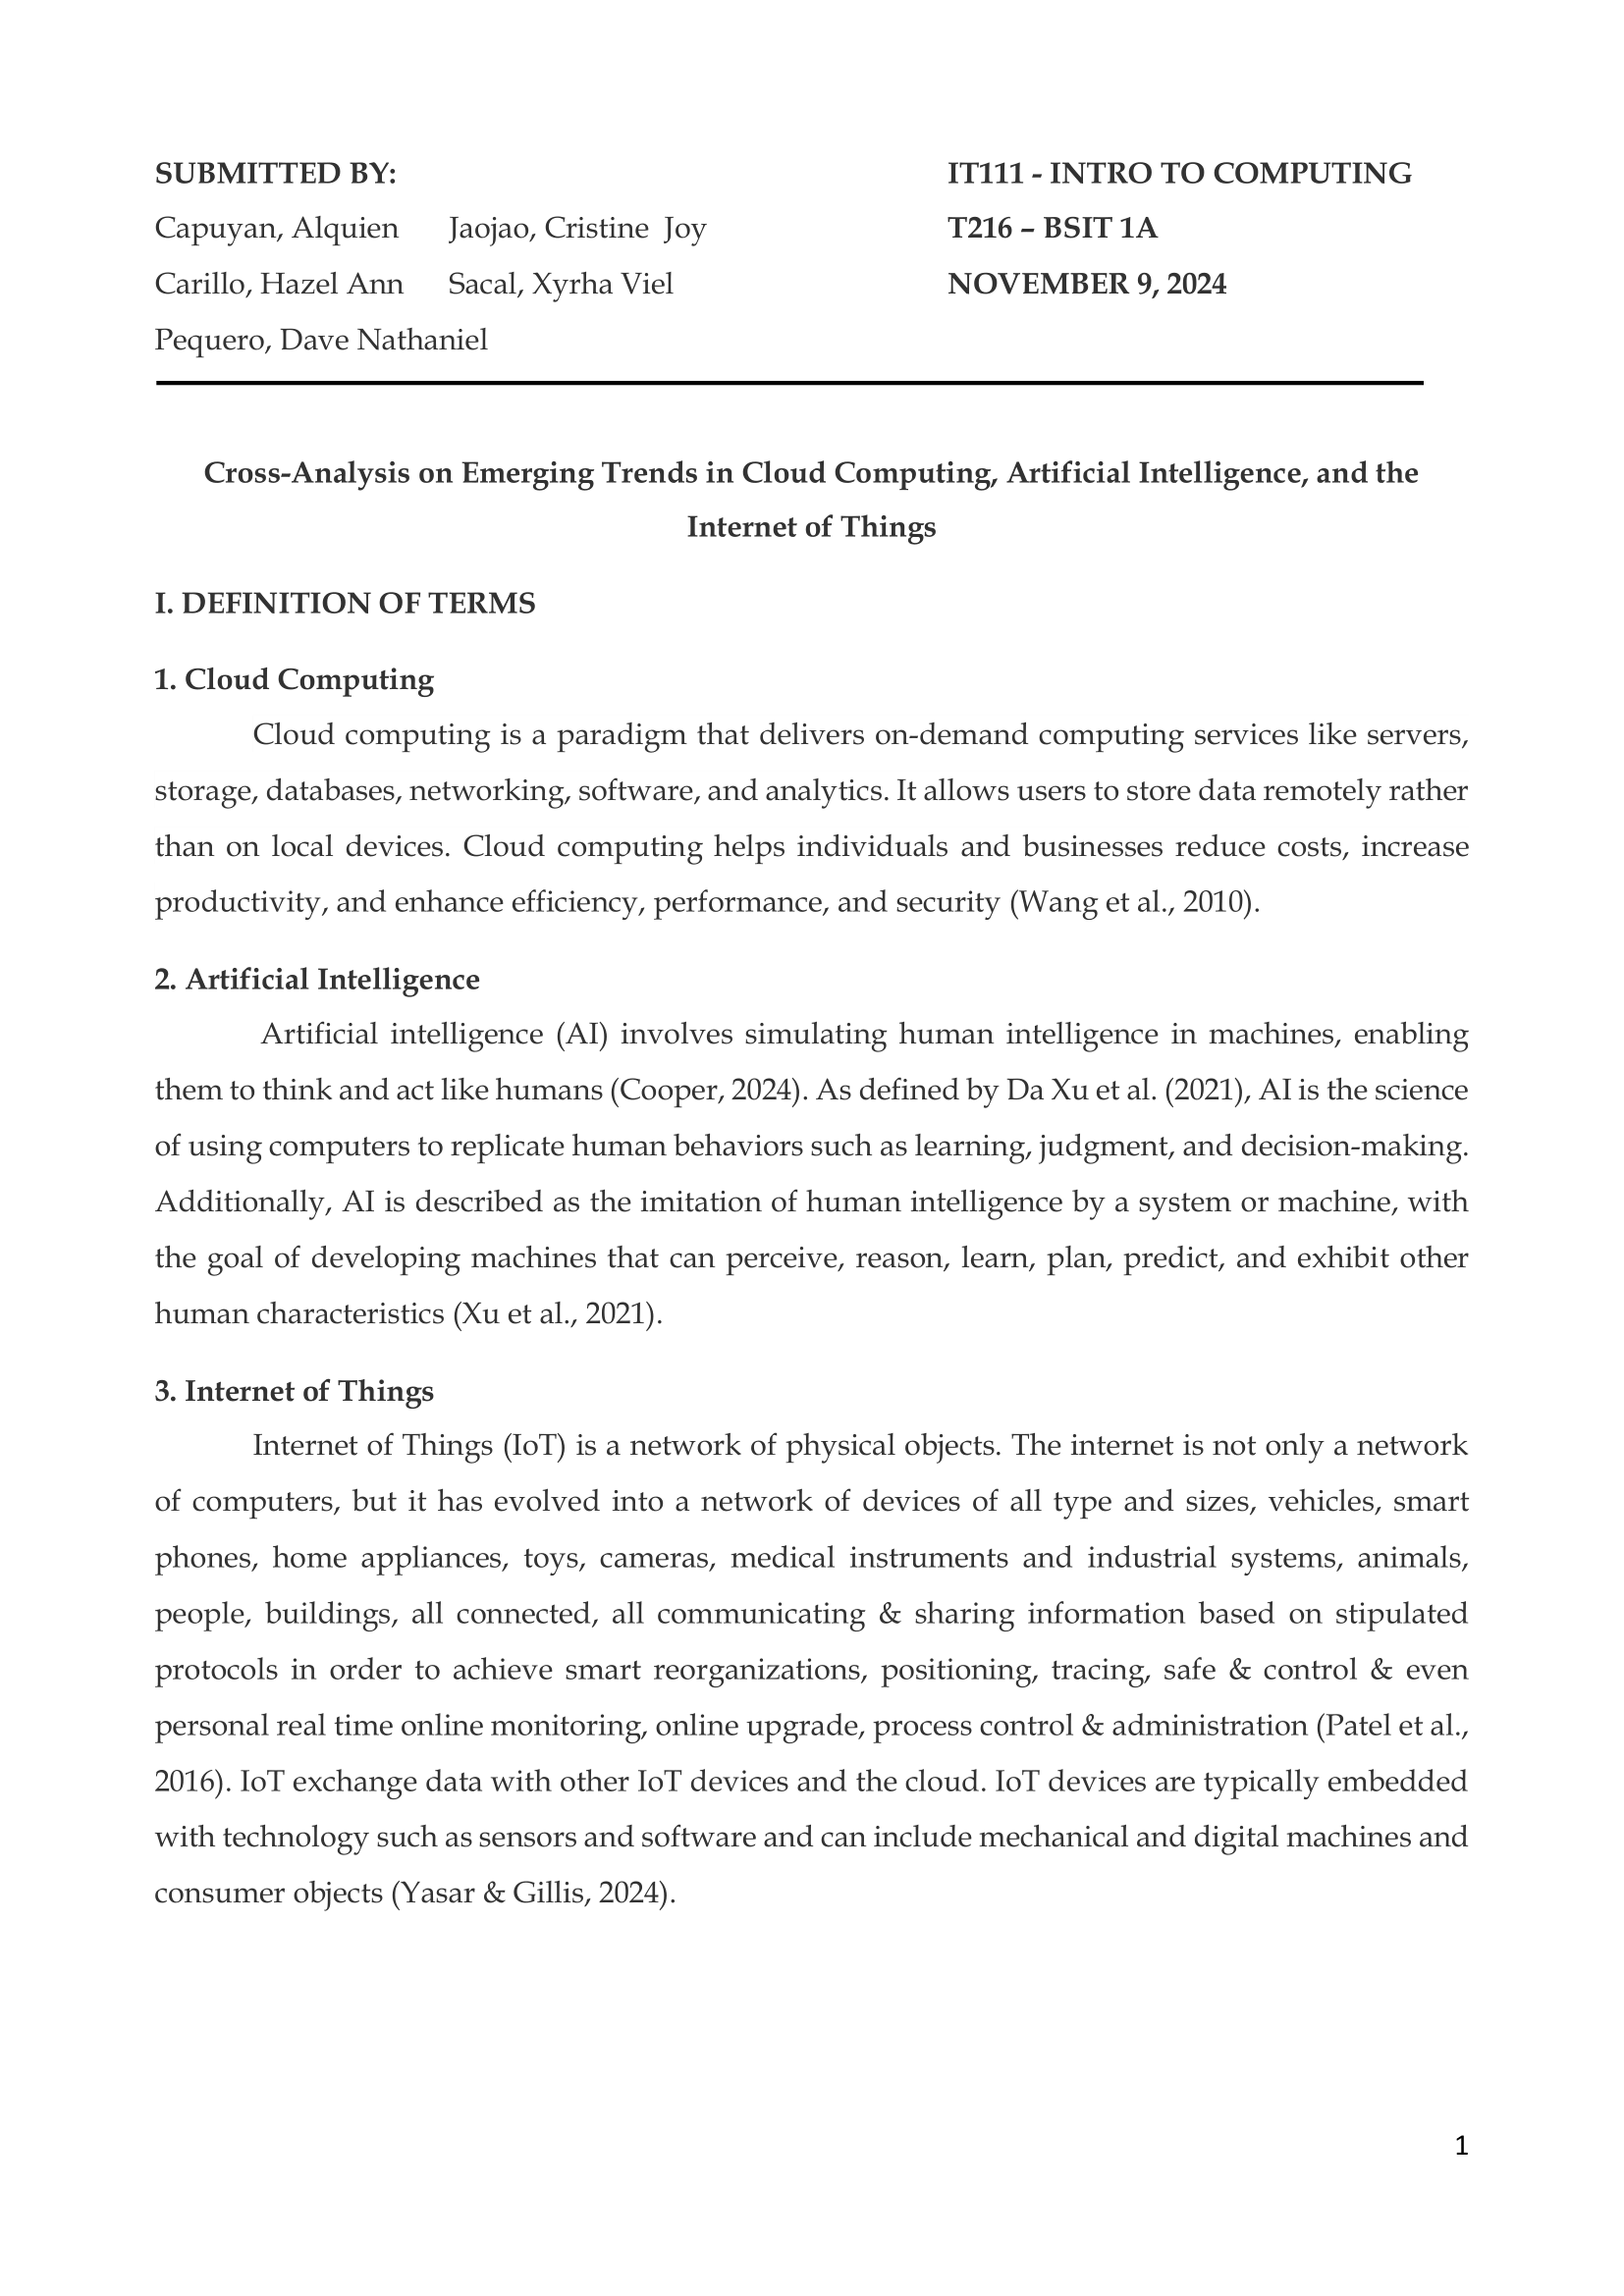 SUBMITTED BY:
IT111 - INTRO TO COMPUTING
Capuyan, Alquien Jaojao, Cristine Joy
T216 – BSIT 1A
Carillo, Hazel Ann Sacal, Xyrha Viel
NOVEMBER 9, 2024
Pequero, Dave Nathaniel
Cross-Analysis on Emerging Trends in Cloud Computing, Artificial Intelligence, and the
Internet of Things
I. DEFINITION OF TERMS
1. Cloud Computing
Cloud computing is a paradigm that delivers on-demand computing services like servers,
storage, databases, networking, software, and analytics. It allows users to store data remotely rather
than on local devices. Cloud computing helps individuals and businesses reduce costs, increase
productivity, and enhance efficiency, performance, and security (Wang et al., 2010).
2. Artificial Intelligence
Artificial intelligence (AI) involves simulating human intelligence in machines, enabling
them to think and act like humans (Cooper, 2024). As defined by Da Xu et al. (2021), AI is the science
of using computers to replicate human behaviors such as learning, judgment, and decision-making.
Additionally, AI is described as the imitation of human intelligence by a system or machine, with
the goal of developing machines that can perceive, reason, learn, plan, predict, and exhibit other
human characteristics (Xu et al., 2021).
3. Internet of Things
Internet of Things (IoT) is a network of physical objects. The internet is not only a network
of computers, but it has evolved into a network of devices of all type and sizes, vehicles, smart
phones, home appliances, toys, cameras, medical instruments and industrial systems, animals,
people, buildings, all connected, all communicating & sharing information based on stipulated
protocols in order to achieve smart reorganizations, positioning, tracing, safe & control & even
personal real time online monitoring, online upgrade, process control & administration (Patel et al.,
2016). IoT exchange data with other IoT devices and the cloud. IoT devices are typically embedded
with technology such as sensors and software and can include mechanical and digital machines and
consumer objects (Yasar & Gillis, 2024).
1